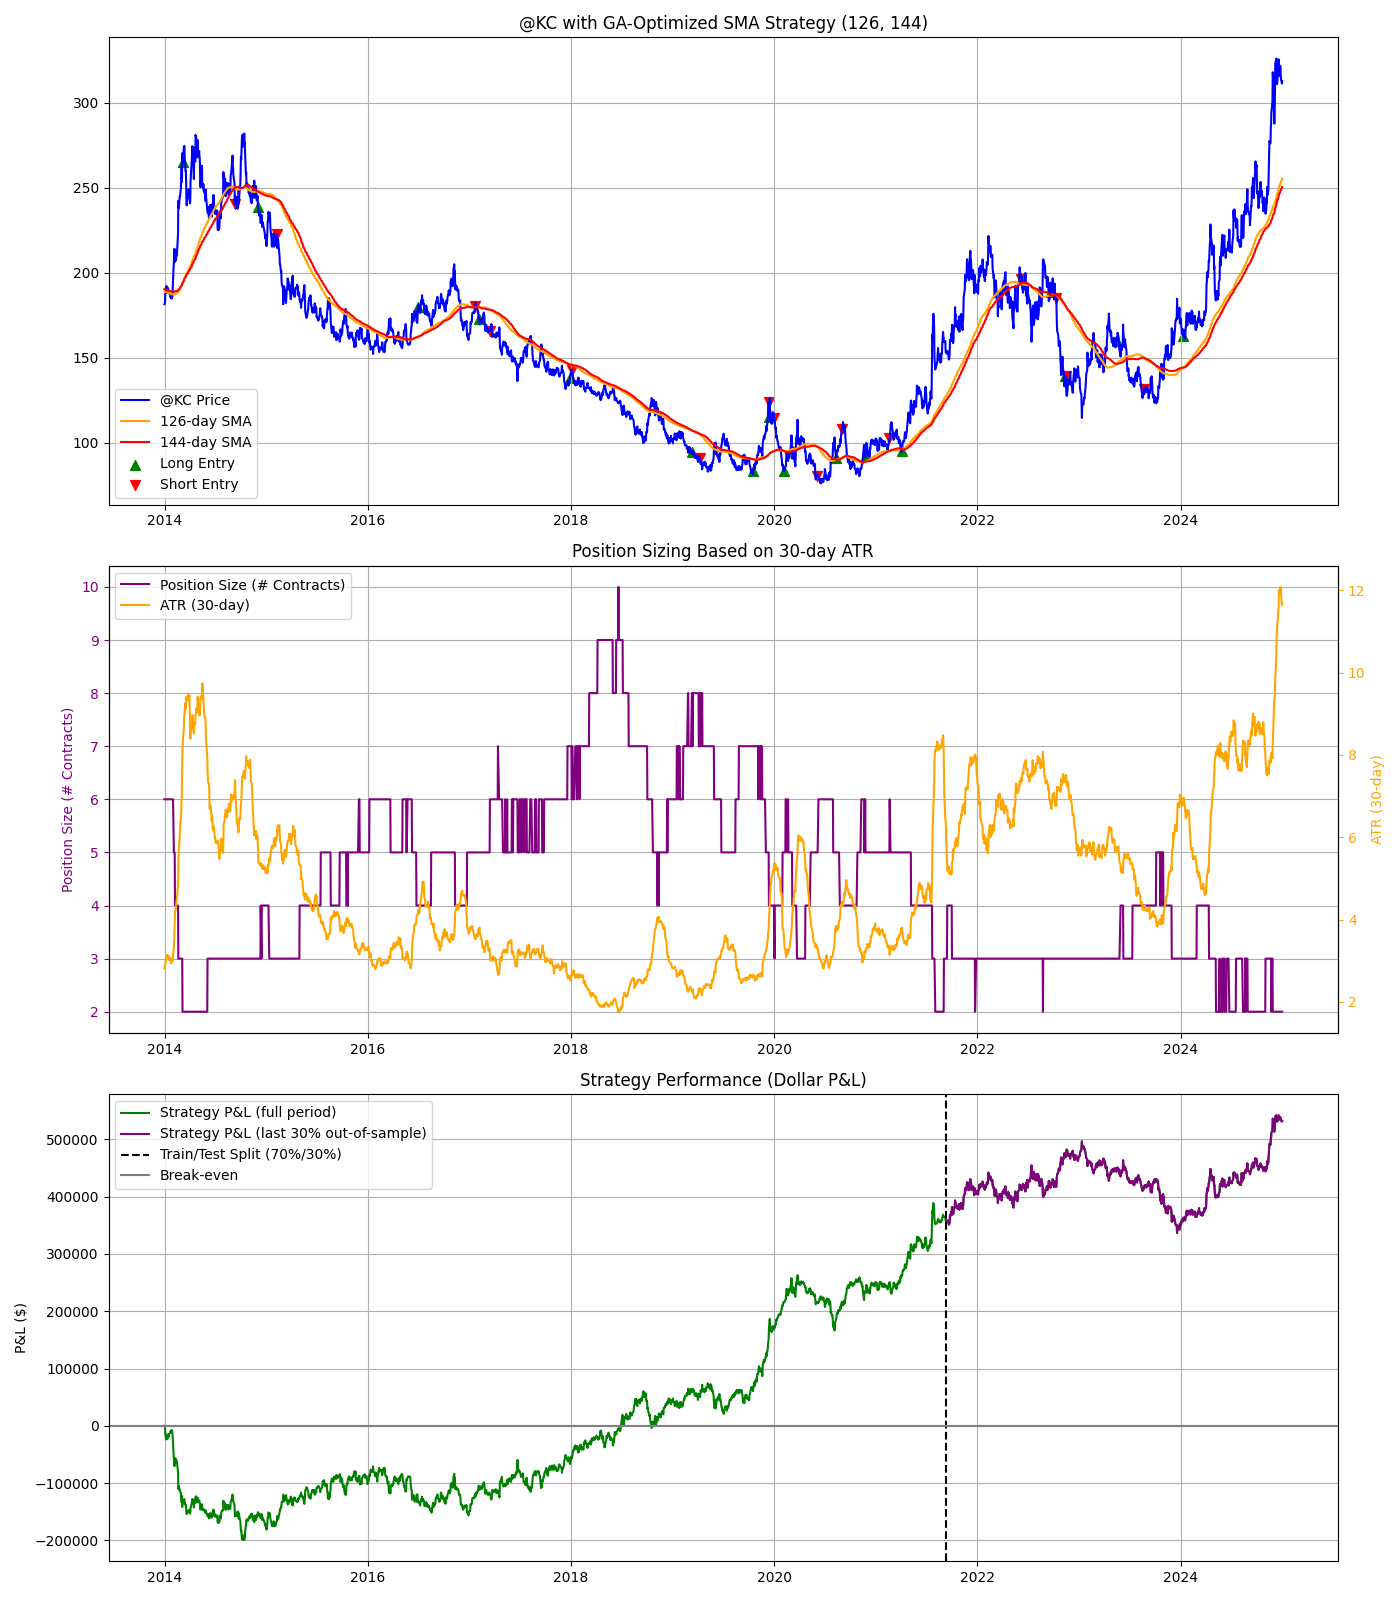 @KC with GA-Optimized SMA Strategy (126, 144)
300
250
200
150
100
@KC Price
126-day SMA
144-day SMA
Long Entry
Short Entry
2014 2016 2018 2020 2022 2024
Position Sizing Based on 30-day ATR
Position Size (# Contracts)
10
9
8
7
6
5
4
3
2
Position Size (# Contracts)
ATR (30-day)
12
10
8
6
4
2
ATR (30-day)
2014 2016 2018 2020 2022 2024
Strategy Performance (Dollar P&L)
P&L ($)
500000
400000
300000
200000
100000
0
−100000
−200000
Strategy P&L (full period)
Strategy P&L (last 30% out-of-sample)
Train/Test Split (70%/30%)
Break-even
2014 2016 2018 2020 2022 2024